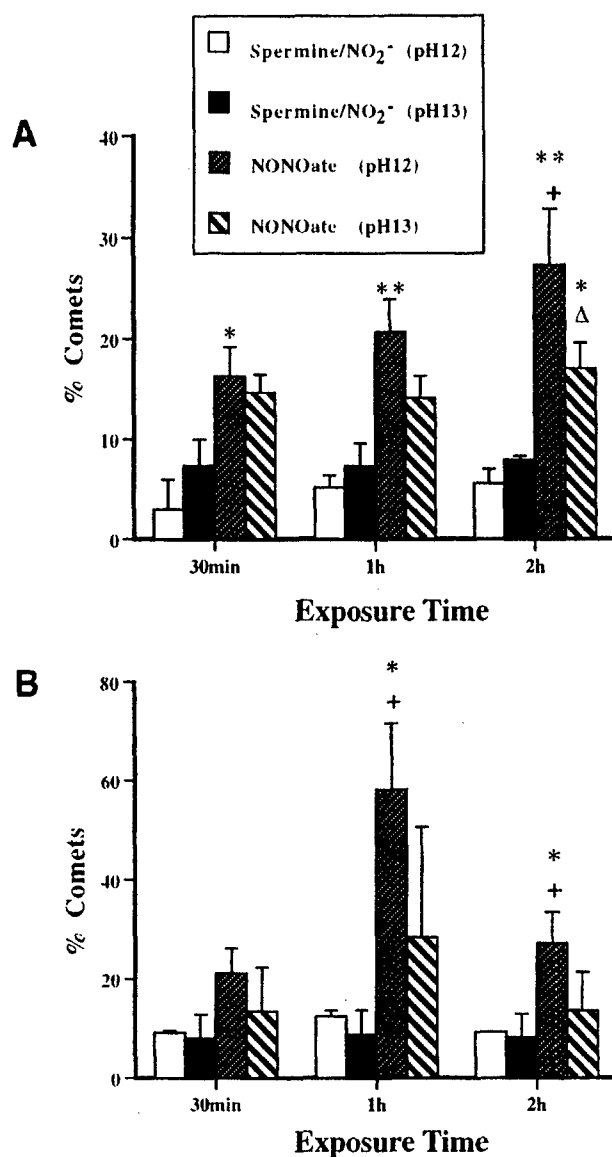 Spermine/NO2- (pH12)
Spermine/NO2- (pH13)
NONOate (pH12)
NONOate (pH13)
A
40
30
20
10
0
% Comets
*
**
**
+
*
Δ
30min
1h
2h
Exposure Time
B
80
60
40
20
0
% Comets
*
+
*
+
30min
1h
2h
Exposure Time